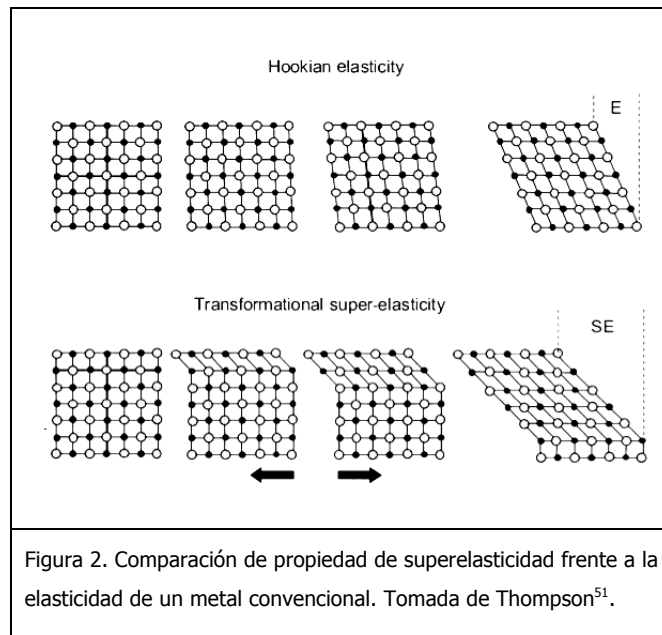 Hookian elasticity
E
Transformational super-elasticity
SE
Figura 2. Comparación de propiedad de superelasticidad frente a la
elasticidad de un metal convencional. Tomada de Thompson51.